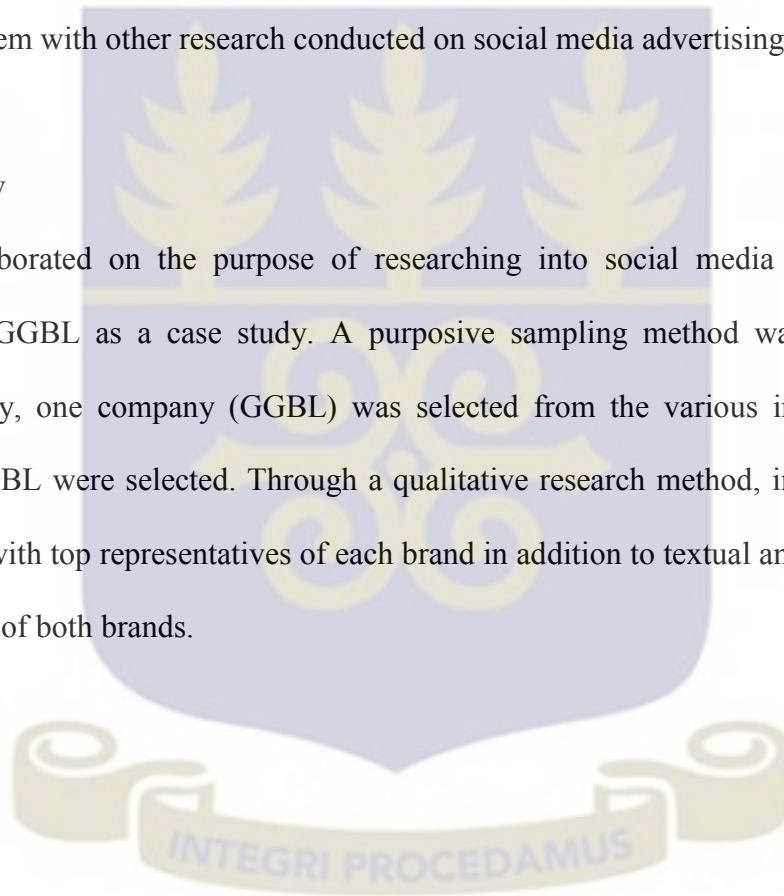 em with other research conducted on social media advertising
y
borated on the purpose of researching into social media
GGBL as a case study. A purposive sampling method wa
y, one company (GGBL) was selected from the various i
BL were selected. Through a qualitative research method, i
with top representatives of each brand in addition to textual a
of both brands.
INTEGRI PROCEDAMUS